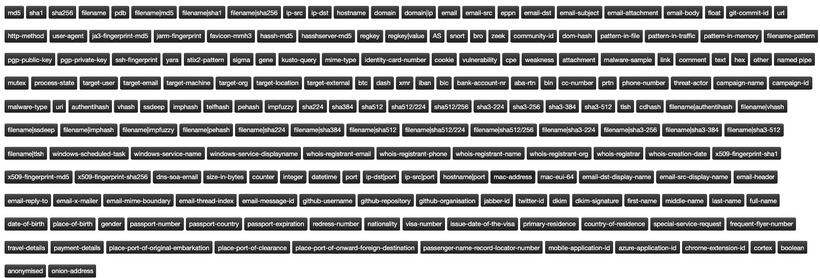 md5 sha1 sha256 filename pdb filename|md5 filename|sha1 filename|sha256 ip-src ip-dst hostname domain domain|ip email email-src eppn email-dst email-subject email-attachment email-body float git-commit-id url
http-method user-agent ja3-fingerprint-md5 jarm-fingerprint favicon-mmh3 hassh-md5 hasshserver-md5 regkey regkey|value AS snort bro zeek community-id dom-hash pattern-in-file pattern-in-traffic pattern-in-memory filename-pattern
pgp-public-key pgp-private-key ssh-fingerprint yara stix2-pattern sigma gene kusto-query mime-type identity-card-number cookie vulnerability cpe weakness attachment malware-sample link comment text hex other named pipe
mutex process-state target-user target-email target-machine target-org target-location target-external btc dash xmr iban bic bank-account-nr aba-rtn bin cc-number prtn phone-number threat-actor campaign-name campaign-id
malware-type uri authentihash vhash ssdeep imphash telfhash pehash impfuzzy sha224 sha384 sha512 sha512/224 sha512/256 sha3-224 sha3-256 sha3-384 sha3-512 tlsh cdhash filename|authentihash filename|vhash
filename|ssdeep filename|imphash filename|impfuzzy filename|pehash filename|sha224 filename|sha384 filename|sha512 filename|sha512/224 filename|sha512/256 filename|sha3-224 filename|sha3-256 filename|sha3-384 filename|sha3-512
filename|tlsh windows-scheduled-task windows-service-name windows-service-displayname whois-registrant-email whois-registrant-phone whois-registrant-name whois-registrant-org whois-registrar whois-creation-date x509-fingerprint-sha1
x509-fingerprint-md5 x509-fingerprint-sha256 dns-soa-email size-in-bytes counter integer datetime port ip-dst|port ip-src|port hostname|port mac-address mac-eui-64 email-dst-display-name email-src-display-name email-header
email-reply-to email-x-mailer email-mime-boundary email-thread-index email-message-id github-username github-repository github-organisation jabber-id twitter-id dkim dkim-signature first-name middle-name last-name full-name
date-of-birth place-of-birth gender passport-number passport-country passport-expiration redress-number nationality visa-number issue-date-of-the-visa primary-residence country-of-residence special-service-request frequent-flyer-number
travel-details payment-details place-port-of-original-embarkation place-port-of-clearance place-port-of-onward-foreign-destination passenger-name-record-locator-number mobile-application-id azure-application-id chrome-extension-id cortex boolean
anonymised onion-address